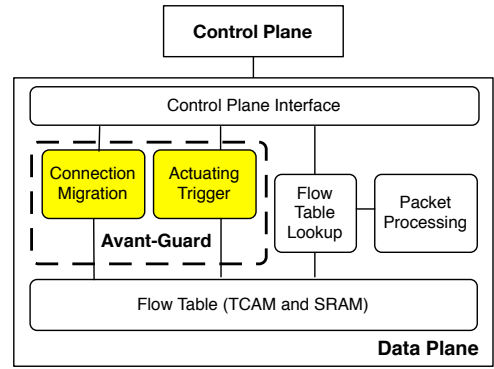 Control Plane
Control Plane Interface
Connection
Migration
Actuating
Trigger
Flow
Table
Lookup
Packet
Processing
Avant-Guard
Flow Table (TCAM and SRAM)
Data Plane